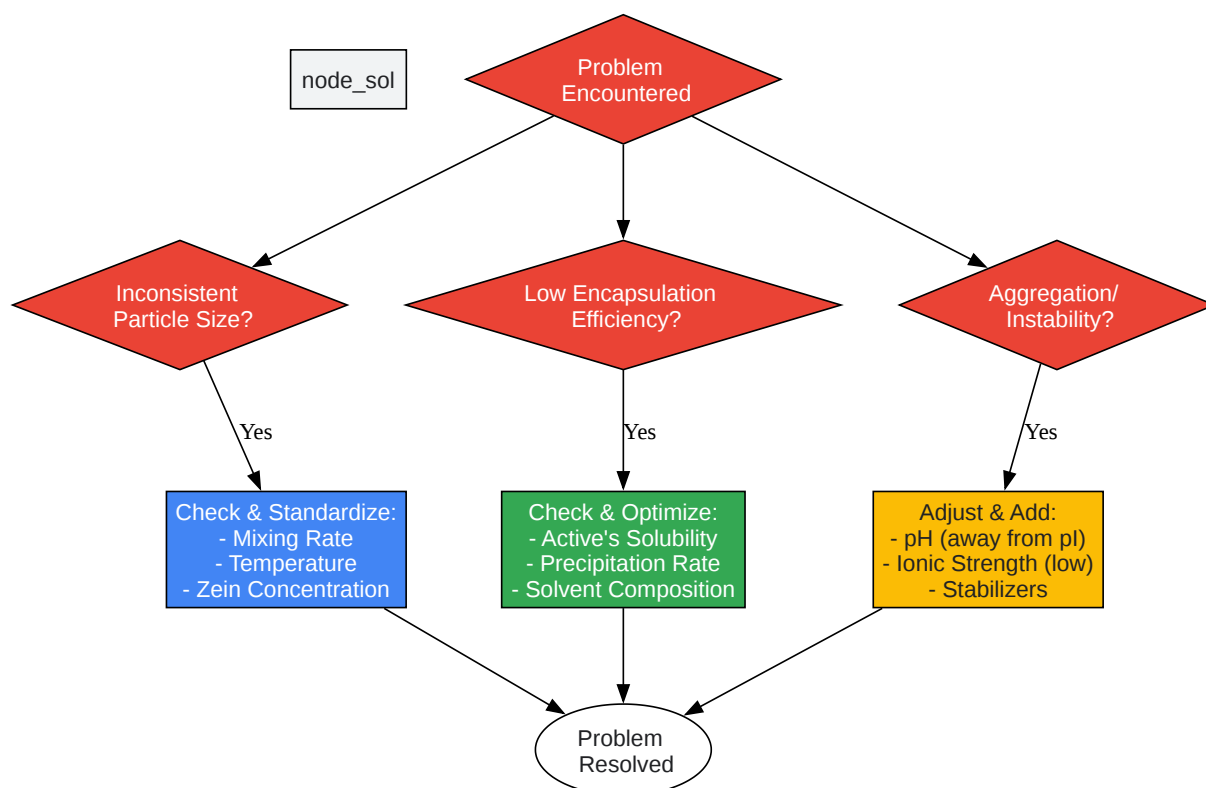 node_sol
Problem
Encountered
Inconsistent
Particle Size?
Low Encapsulation
Efficiency?
Aggregation/
Instability?
Yes
Yes
Yes
Check & Standardize:
- Mixing Rate
- Temperature
- Zein Concentration
Check & Optimize:
- Active's Solubility
- Precipitation Rate
- Solvent Composition
Adjust & Add:
- pH (away from pI)
- Ionic Strength (low)
- Stabilizers
Problem
Resolved